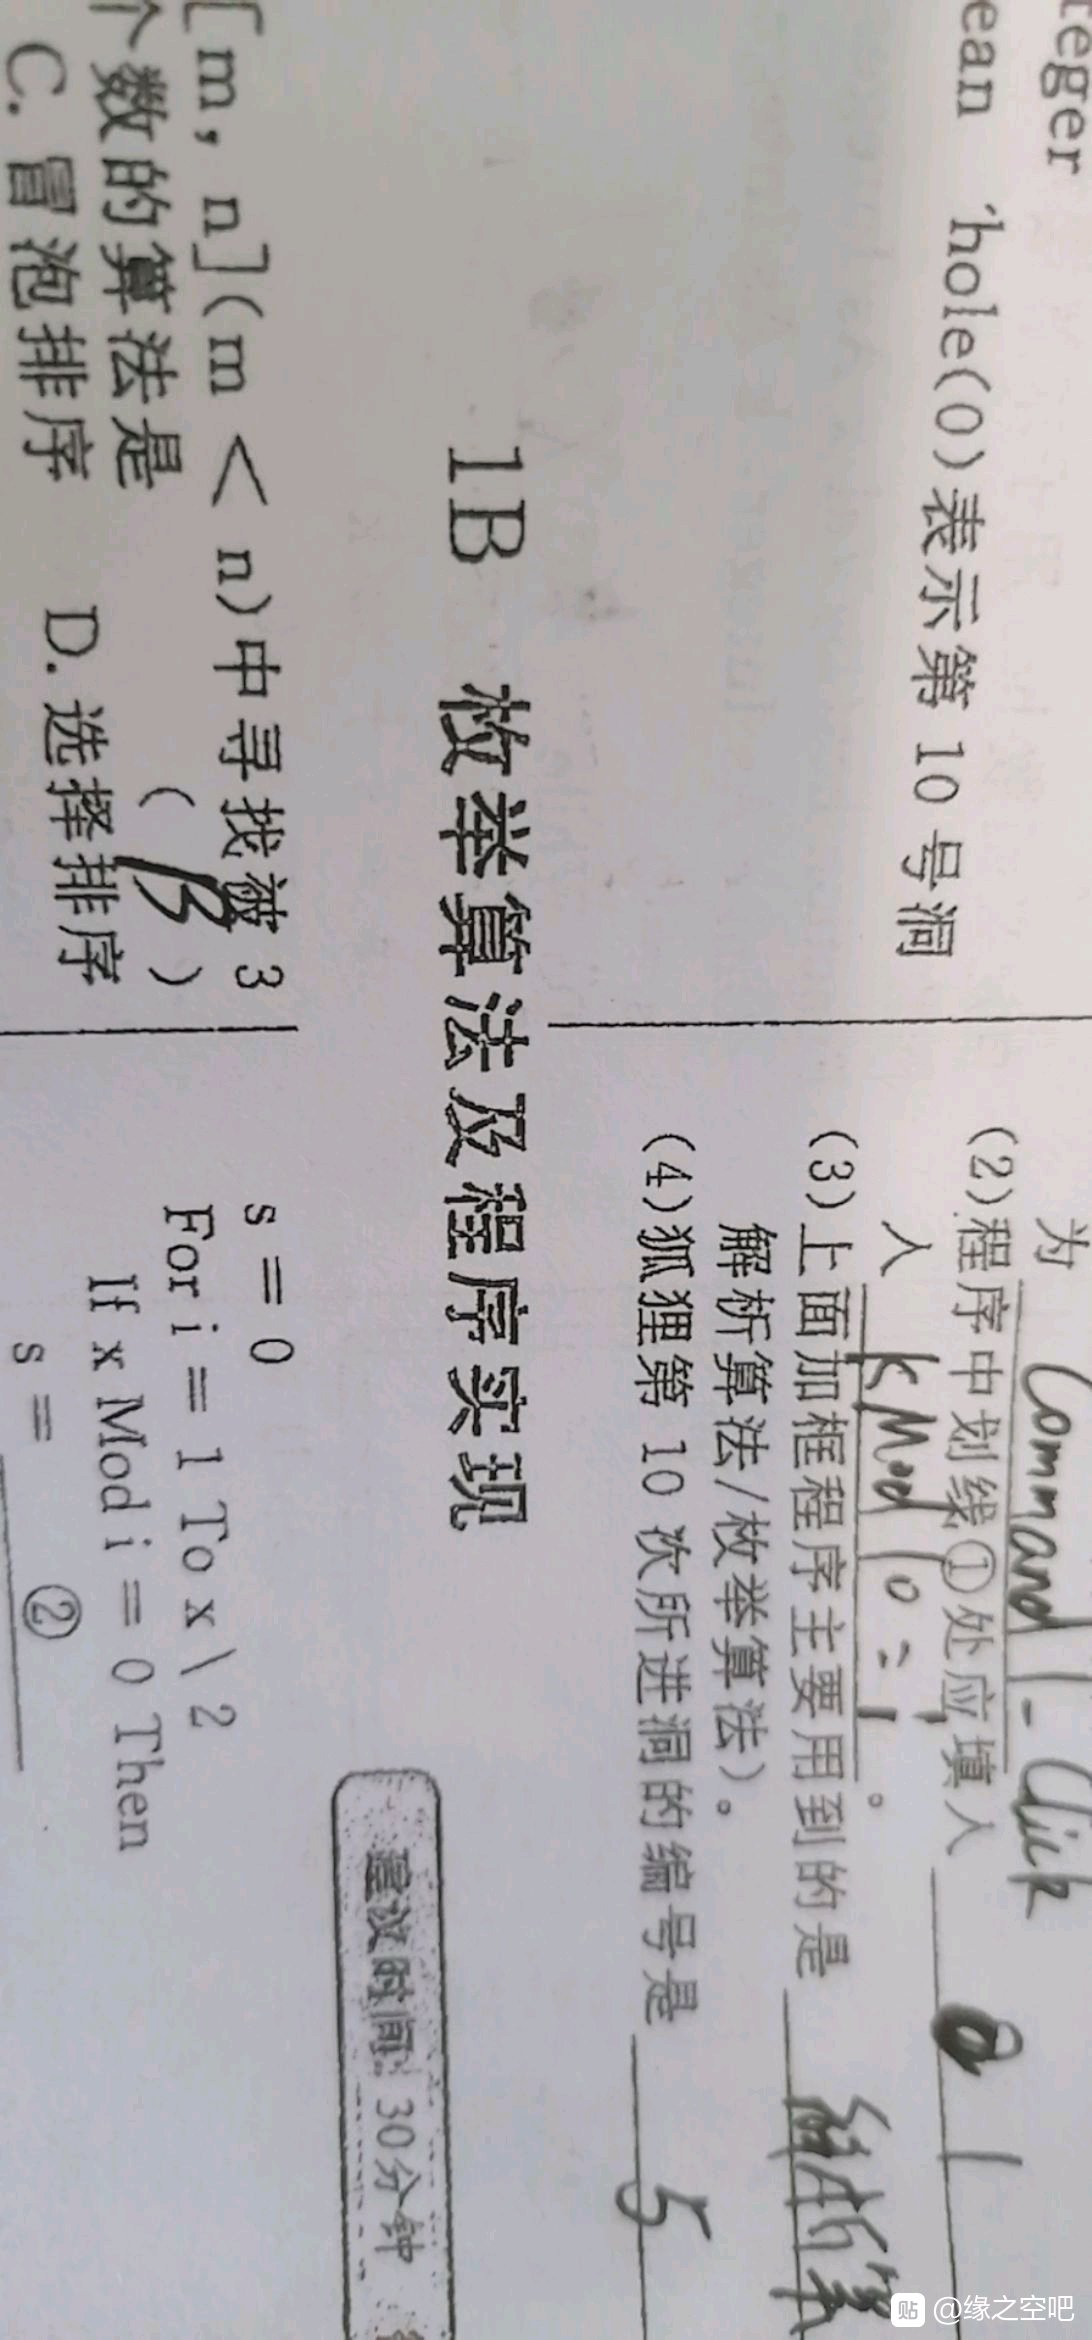 teger
ean hole(0)表示第 10 号洞
为 Command1-Click
(2)程序中划线①处应填入 1
入 k Mod 10 = 1。
(3)上面加框程序主要用到的是 解析算
解析算法/枚举算法)。
(4)狐狸第 10 次所进洞的编号是 5
1B 枚举算法及程序实现
建议时间:30分钟
[m, n](m < n)中寻找被 3
个数的算法是 (B)
C. 冒泡排序 D. 选择排序
s = 0
For i = 1 To x \ 2
If x Mod i = 0 Then
s = ②
贴 @缘之空吧